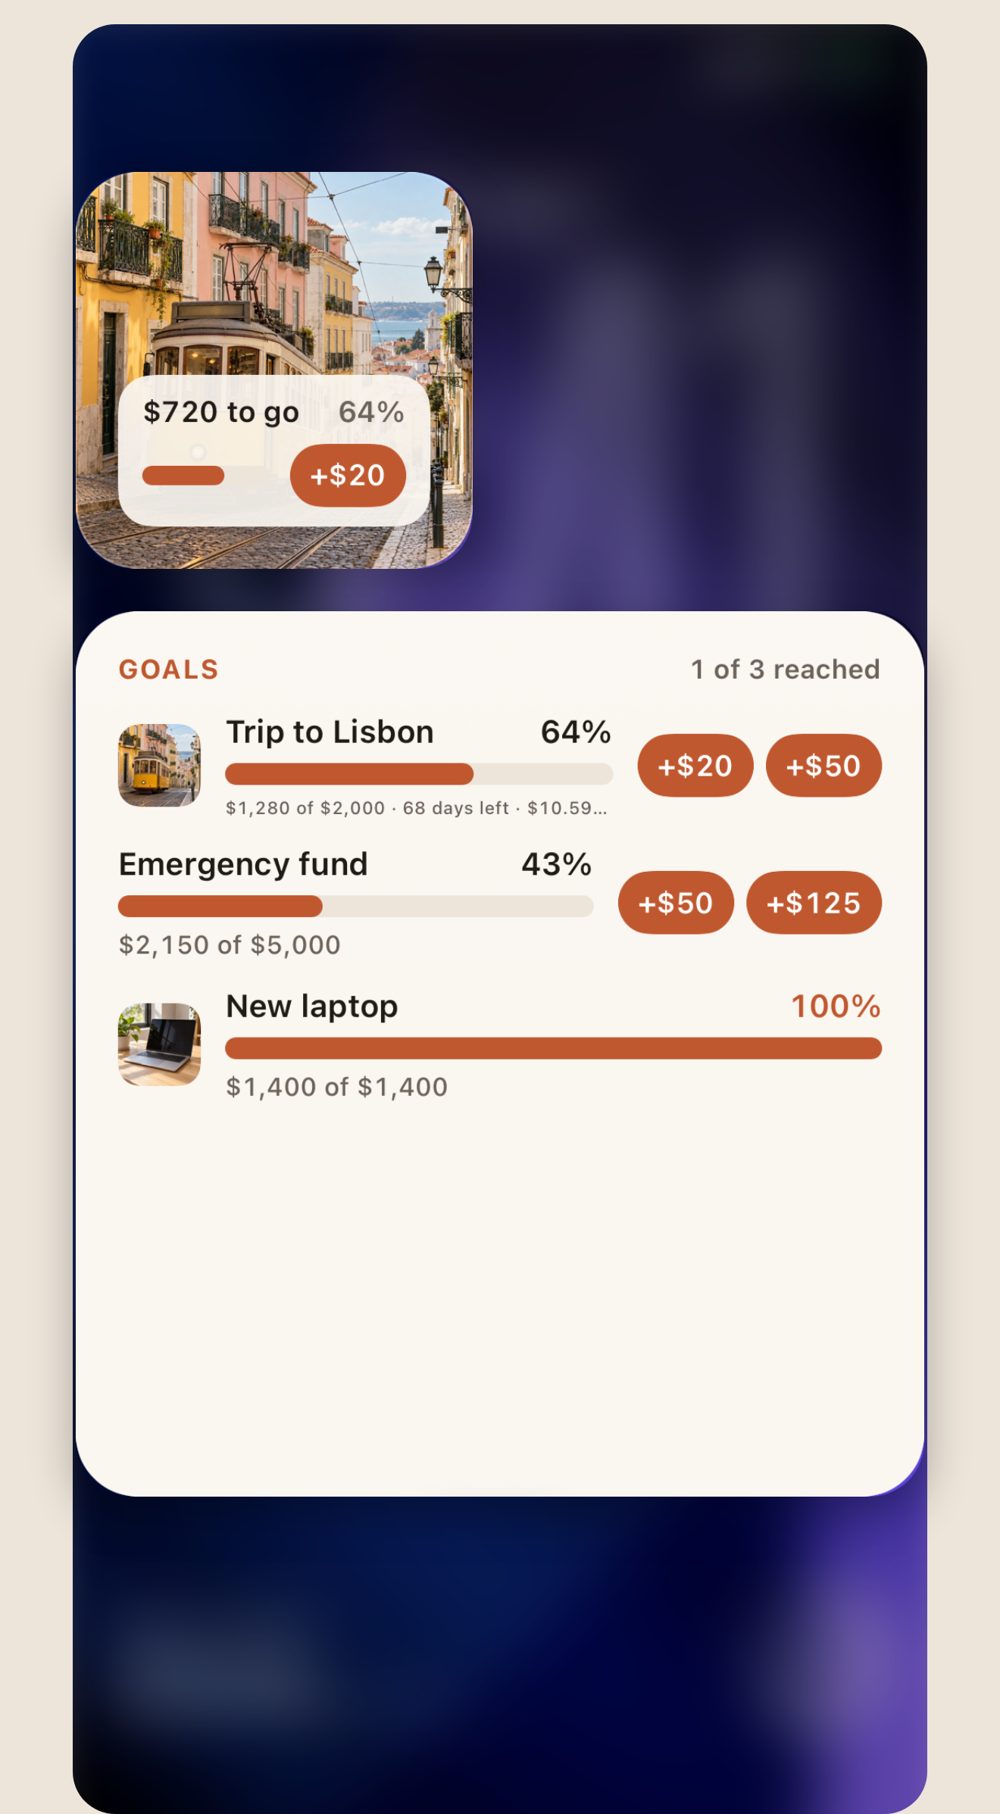 $720 to go 64%
+$20
GOALS 1 of 3 reached
Trip to Lisbon 64%
+$20 +$50
$1,280 of $2,000 · 68 days left · $10.59…
Emergency fund 43%
+$50 +$125
$2,150 of $5,000
New laptop 100%
$1,400 of $1,400